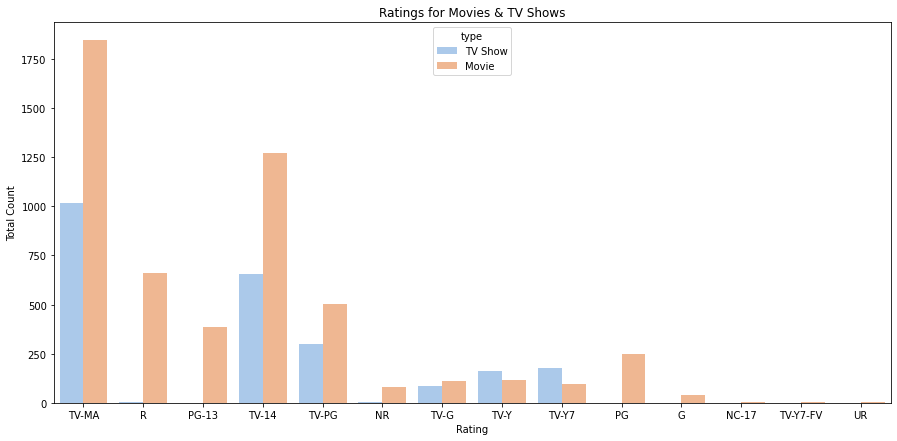 Ratings for Movies & TV Shows
type
TV Show
Movie
Total Count
1750
1500
1250
1000
750
500
250
0
TV-MA R PG-13 TV-14 TV-PG NR TV-G TV-Y TV-Y7 PG G NC-17 TV-Y7-FV UR
Rating